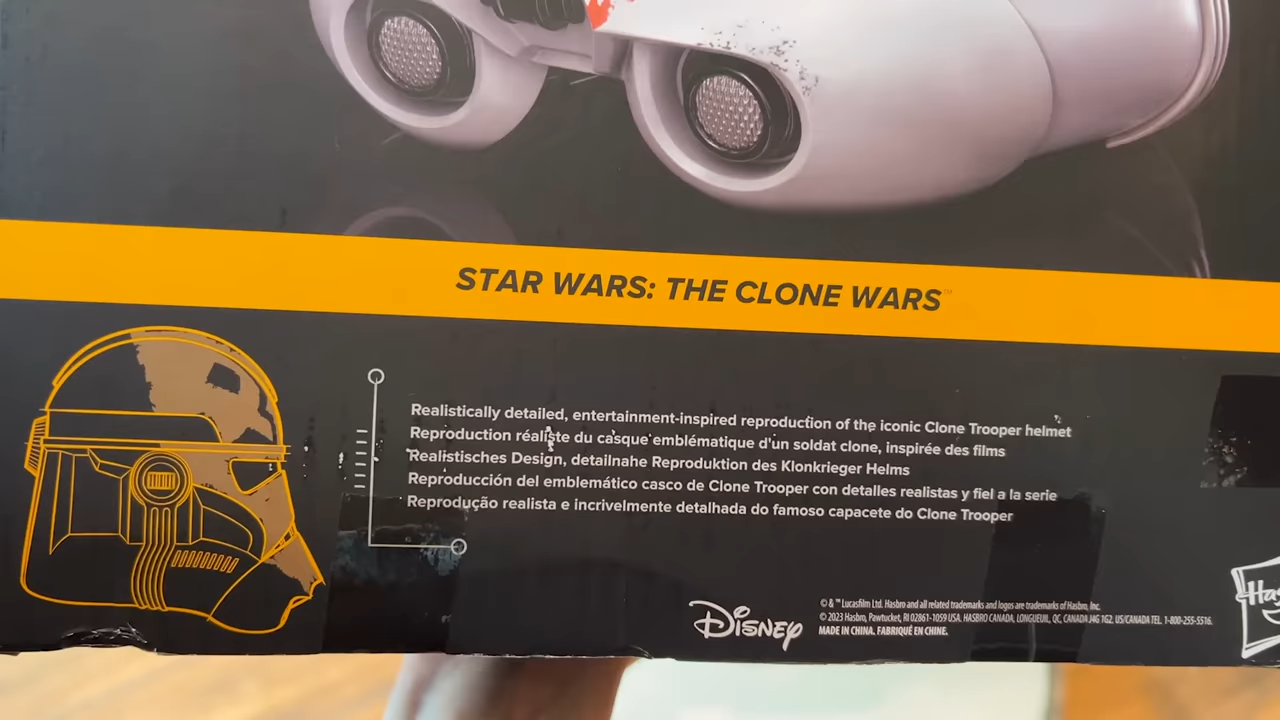 STAR WARS: THE CLONE WARS™
Realistically detailed, entertainment-inspired reproduction of the iconic Clone Trooper helmet
Reproduction réaliste du casque emblématique d'un soldat clone, inspirée des films
Realistisches Design, detailnahe Reproduktion des Klonkrieger Helms
Reproducción del emblemático casco de Clone Trooper con detalles realistas y fiel a la serie
Reprodução realista e incrivelmente detalhada do famoso capacete do Clone Trooper
Disney
© & ™ Lucasfilm Ltd. Hasbro and all related trademarks and logos are trademarks of Hasbro, Inc.
© 2023 Hasbro, Pawtucket, RI 02861-1059 USA. HASBRO CANADA, LONGUEUIL, QC, CANADA J4G 1G2. US/CANADA TEL. 1-800-255-5516.
MADE IN CHINA. FABRIQUÉ EN CHINE.
Has